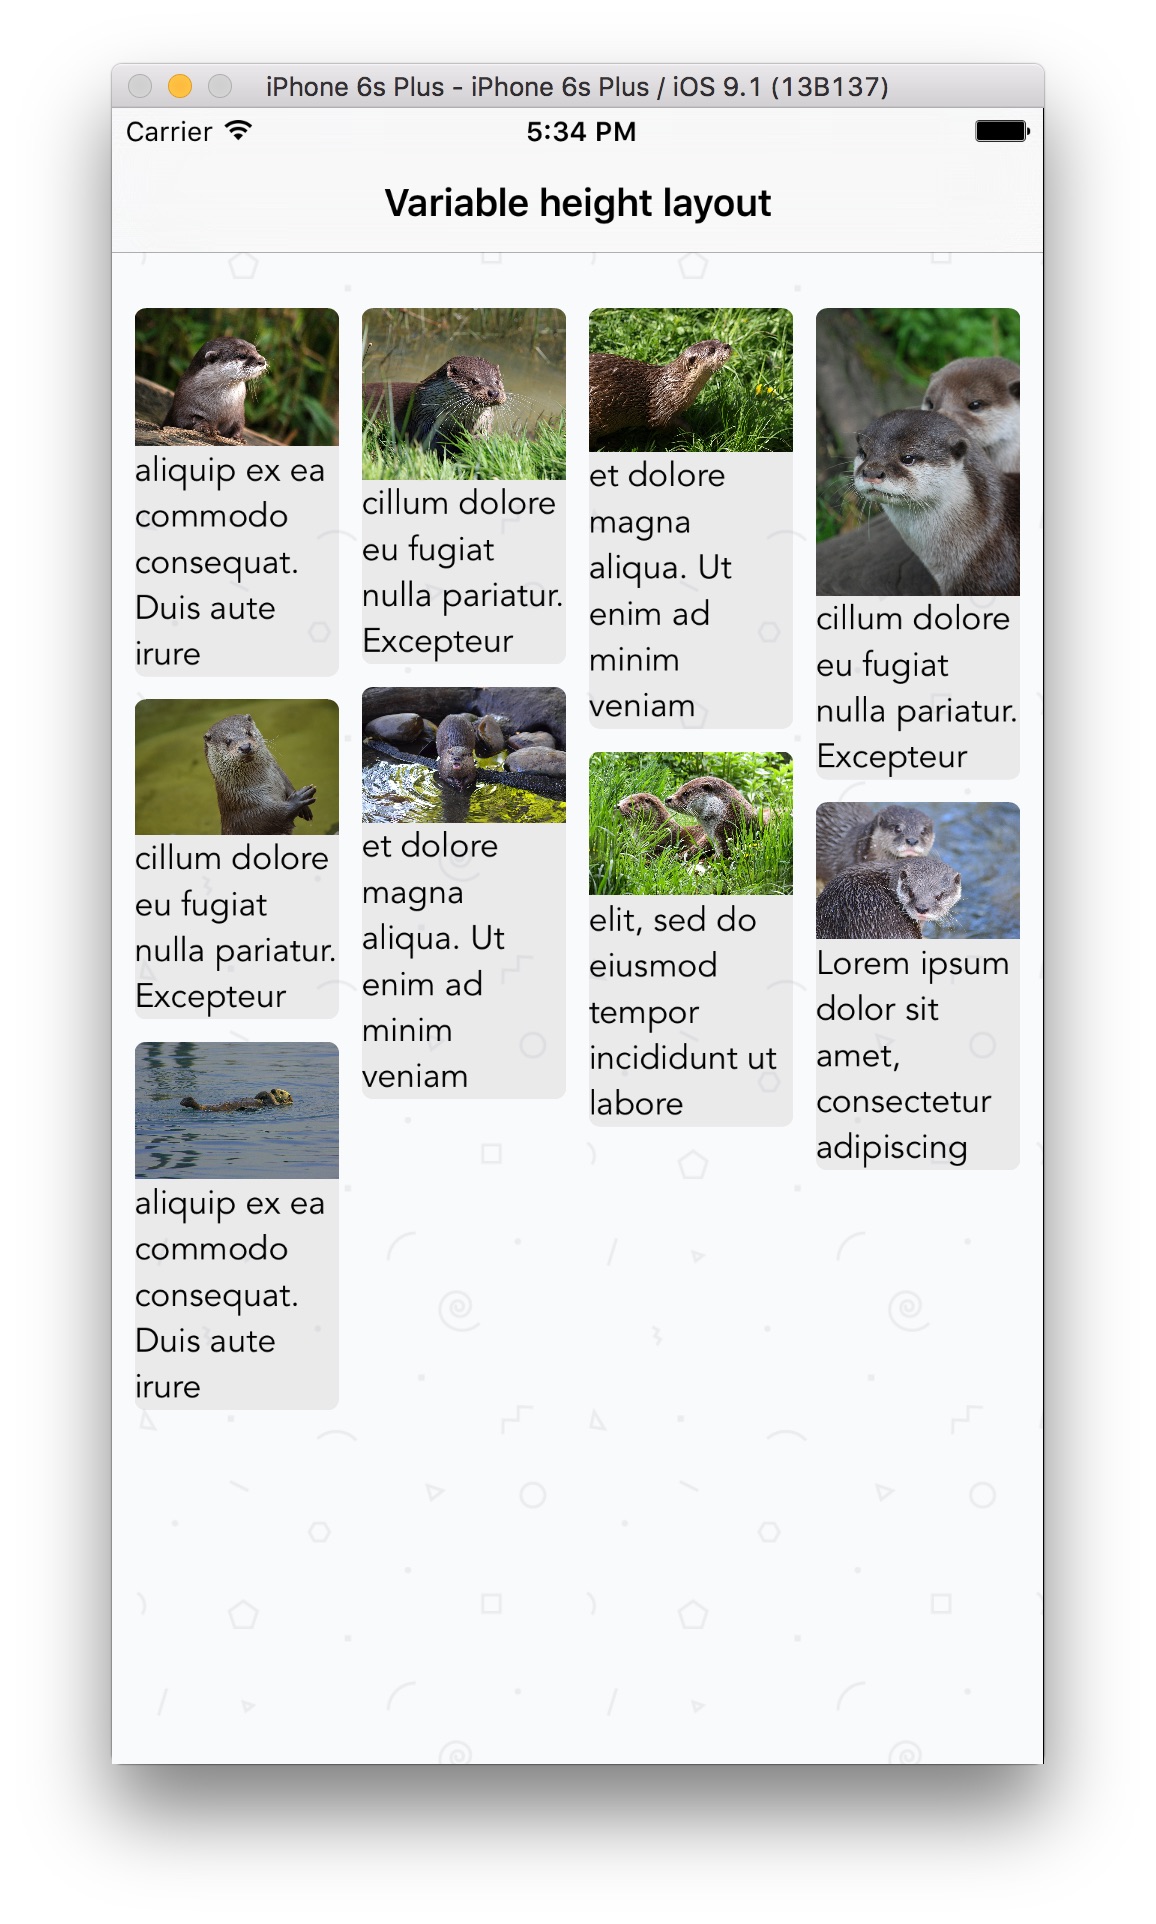 iPhone 6s Plus - iPhone 6s Plus / iOS 9.1 (13B137)
Carrier
5:34 PM
Variable height layout
aliquip ex ea
commodo
consequat.
Duis aute
irure
cillum dolore
eu fugiat
nulla pariatur.
Excepteur
et dolore
magna
aliqua. Ut
enim ad
minim
veniam
cillum dolore
eu fugiat
nulla pariatur.
Excepteur
cillum dolore
eu fugiat
nulla pariatur.
Excepteur
et dolore
magna
aliqua. Ut
enim ad
minim
veniam
elit, sed do
eiusmod
tempor
incididunt ut
labore
Lorem ipsum
dolor sit
amet,
consectetur
adipiscing
aliquip ex ea
commodo
consequat.
Duis aute
irure